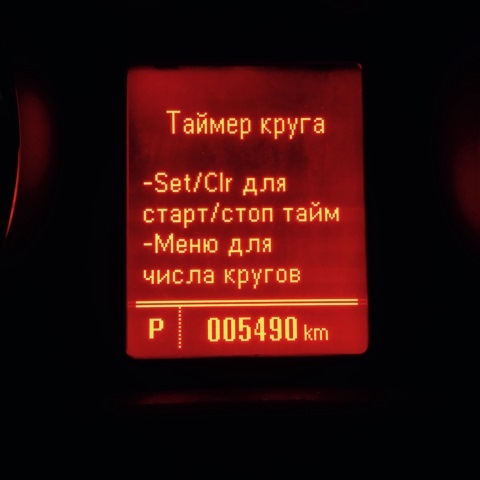 Таймер круга
-Set/Clr для
старт/стоп тайм
-Меню для
числа кругов
P 005490 km